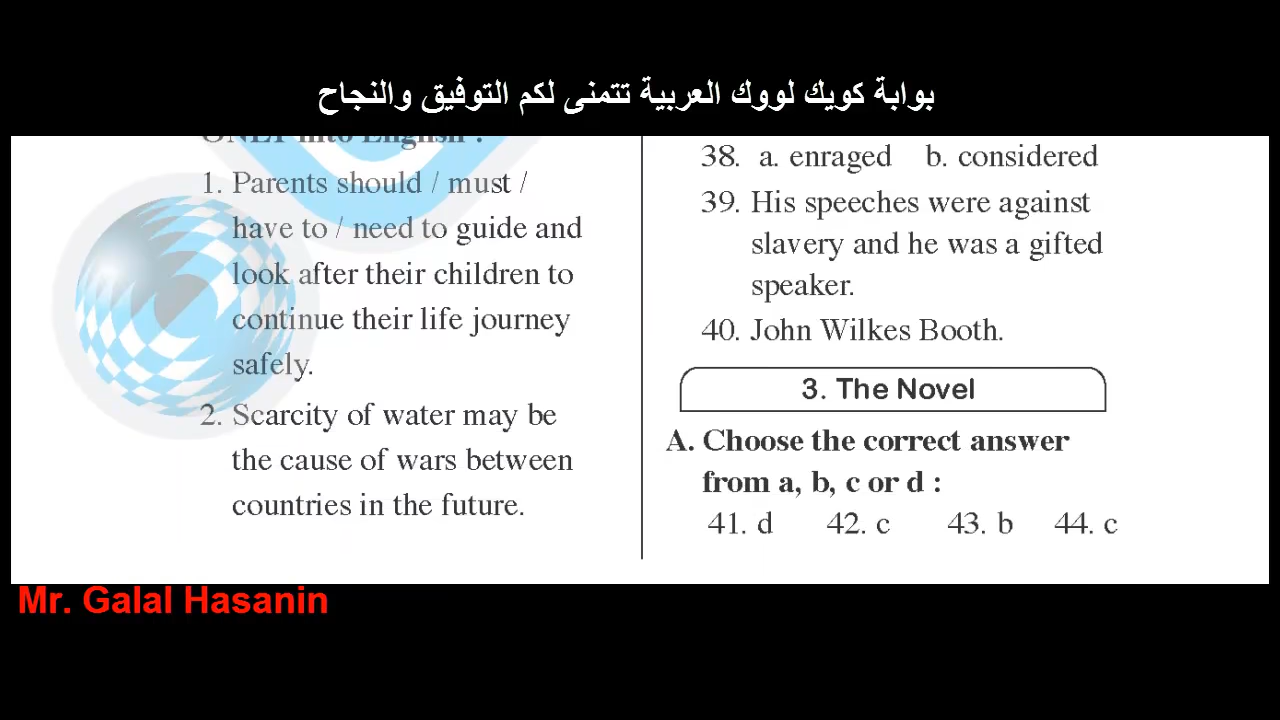 بوابة كويك لووك العربية تتمنى لكم التوفيق والنجاح
ONLY into English :
1. Parents should / must /
have to / need to guide and
look after their children to
continue their life journey
safely.
2. Scarcity of water may be
the cause of wars between
countries in the future.
38. a. enraged b. considered
39. His speeches were against
slavery and he was a gifted
speaker.
40. John Wilkes Booth.
3. The Novel
A. Choose the correct answer
from a, b, c or d :
41. d 42. c 43. b 44. c
Mr. Galal Hasanin